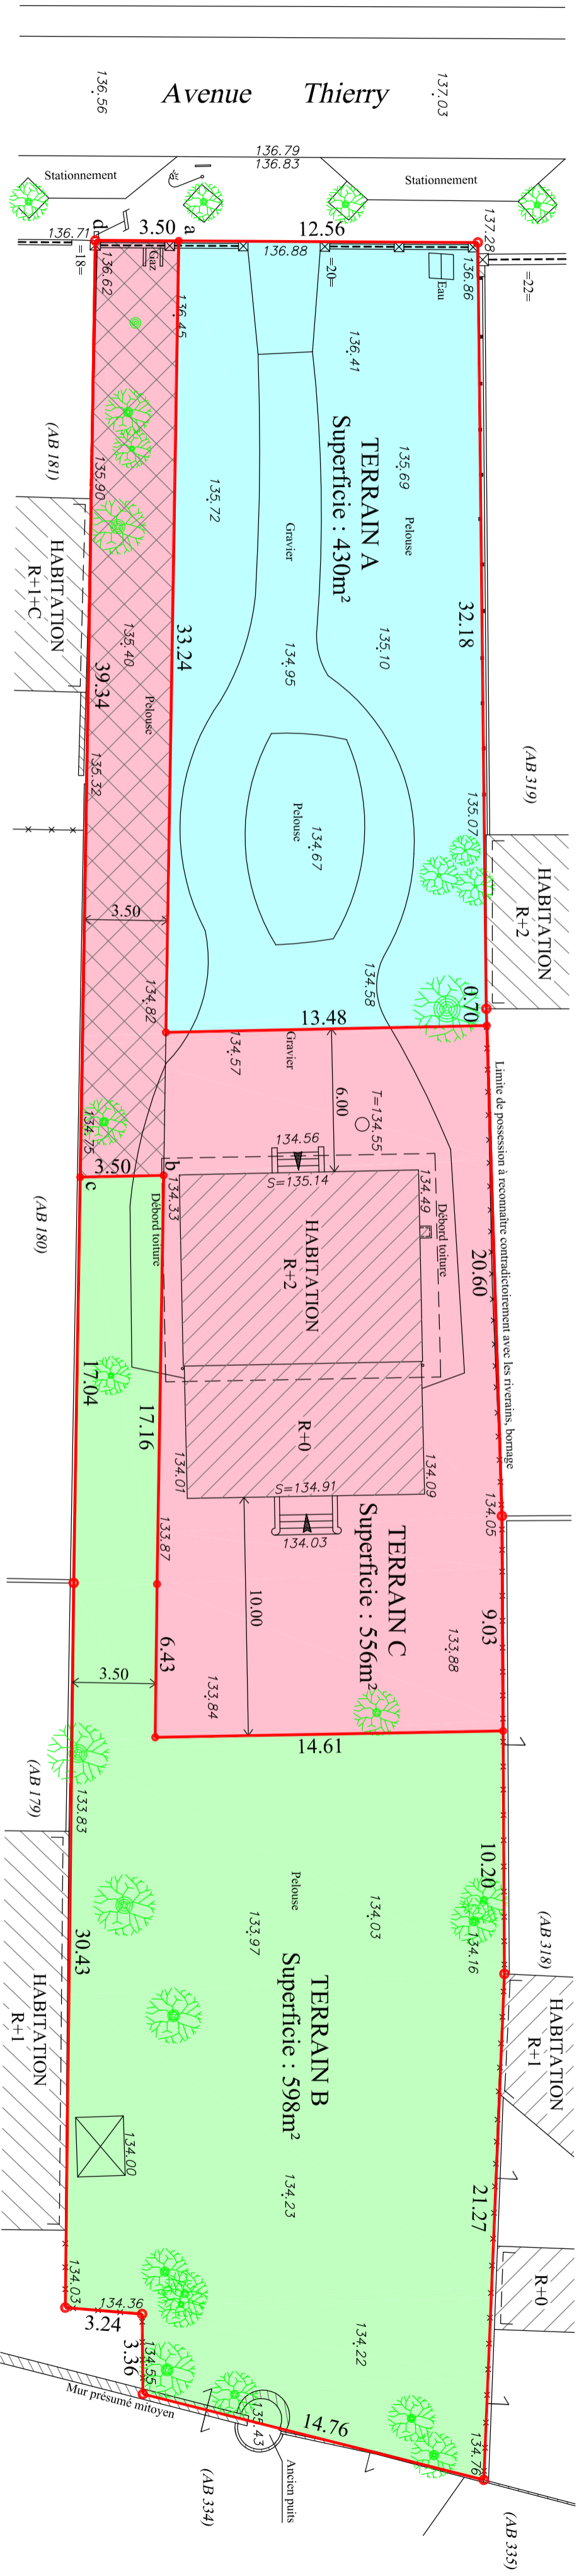 Avenue Thierry
136.56
137.03
136.79
136.83
Stationnement
Stationnement
136.71
d
3.50
a
12.56
137.28
=18=
136.62
Gaz
136.88
=20=
Eau
136.86
=22=
136.45
136.41
(AB 181)
135.90
135.72
TERRAIN A
Superficie : 430m²
135.69
Pelouse
Gravier
HABITATION
R+1+C
135.40
33.24
134.95
135.10
32.18
39.34
Pelouse
135.32
(AB 319)
135.07
Pelouse
134.67
HABITATION
R+2
3.50
134.82
134.58
0.70
13.48
134.57
Gravier
6.00
T=134.55
Limite de possession à reconnaître contradictoirement avec les riverains, bornage
134.75
3.50
b
c
134.33
134.56
S=135.14
134.49
Débord toiture
Débord toiture
(AB 180)
HABITATION
R+2
20.60
17.04
17.16
R+0
134.01
134.09
S=134.91
134.03
134.05
133.87
TERRAIN C
Superficie : 556m²
10.00
9.03
6.43
133.88
3.50
133.84
14.61
(AB 179)
133.83
10.20
Pelouse
134.03
133.97
134.16
(AB 318)
30.43
TERRAIN B
Superficie : 598m²
HABITATION
R+1
HABITATION
R+1
134.00
134.23
21.27
R+0
134.03
134.36
3.24
3.36
134.55
134.22
Mur présumé mitoyen
135.43
14.76
134.76
Ancien puits
(AB 334)
(AB 335)